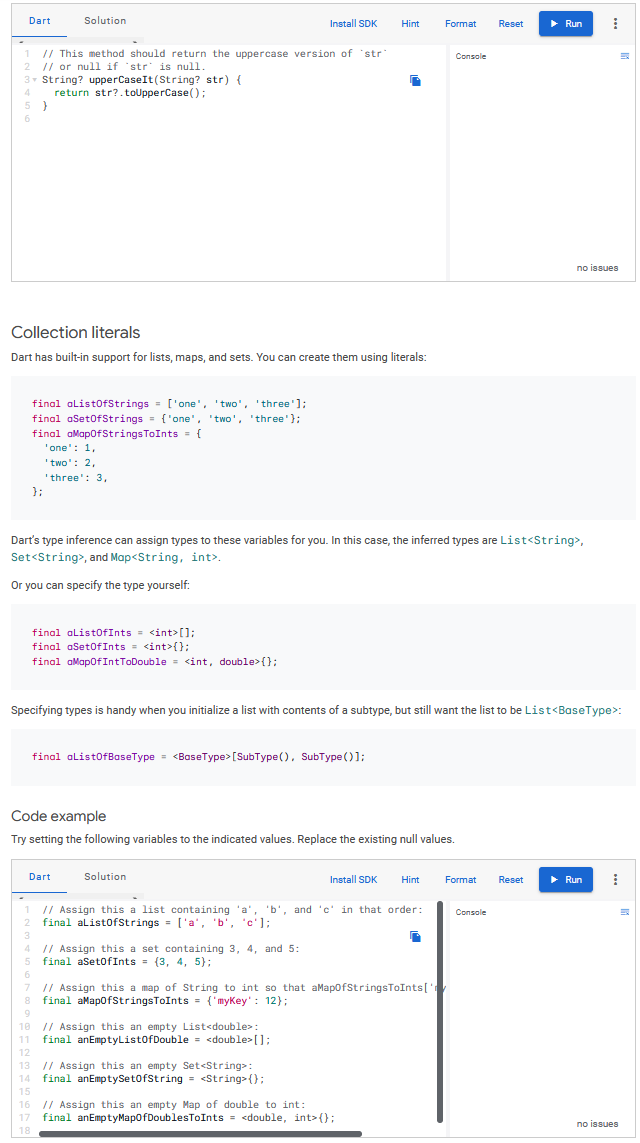 Dart Solution Install SDK Hint Format Reset Run
1 // This method should return the uppercase version of `str` Console
2 // or null if `str` is null.
3 String? upperCaseIt(String? str) {
4 return str?.toUpperCase();
5 }
6
no issues
Collection literals
Dart has built-in support for lists, maps, and sets. You can create them using literals:
final aListOfStrings = ['one', 'two', 'three'];
final aSetOfStrings = {'one', 'two', 'three'};
final aMapOfStringsToInts = {
'one': 1,
'two': 2,
'three': 3,
};
Dart's type inference can assign types to these variables for you. In this case, the inferred types are List<String>,
Set<String>, and Map<String, int>.
Or you can specify the type yourself:
final aListOfInts = <int>[];
final aSetOfInts = <int>{};
final aMapOfIntToDouble = <int, double>{};
Specifying types is handy when you initialize a list with contents of a subtype, but still want the list to be List<BaseType>:
final aListOfBaseType = <BaseType>[SubType(), SubType()];
Code example
Try setting the following variables to the indicated values. Replace the existing null values.
Dart Solution Install SDK Hint Format Reset Run
1 // Assign this a list containing 'a', 'b', and 'c' in that order: Console
2 final aListOfStrings = ['a', 'b', 'c'];
3
4 // Assign this a set containing 3, 4, and 5:
5 final aSetOfInts = {3, 4, 5};
6
7 // Assign this a map of String to int so that aMapOfStringsToInts['my
8 final aMapOfStringsToInts = {'myKey': 12};
9
10 // Assign this an empty List<double>:
11 final anEmptyListOfDouble = <double>[];
12
13 // Assign this an empty Set<String>:
14 final anEmptySetOfString = <String>{};
15
16 // Assign this an empty Map of double to int:
17 final anEmptyMapOfDoublesToInts = <double, int>{};
18
no issues